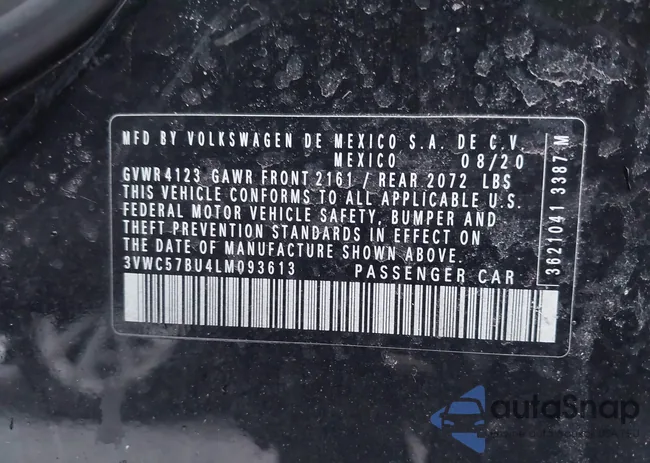 MFD BY VOLKSWAGEN DE MEXICO S.A. DE C.V.
MEXICO 08/20
GVWR4123 GAWR FRONT 2161 / REAR 2072 LBS
THIS VEHICLE CONFORMS TO ALL APPLICABLE U.S.
FEDERAL MOTOR VEHICLE SAFETY, BUMPER AND
THEFT PREVENTION STANDARDS IN EFFECT ON
THE DATE OF MANUFACTURE SHOWN ABOVE.
3VWC57BU4LM093613 PASSENGER CAR
3621041 3387 M
autoSnap